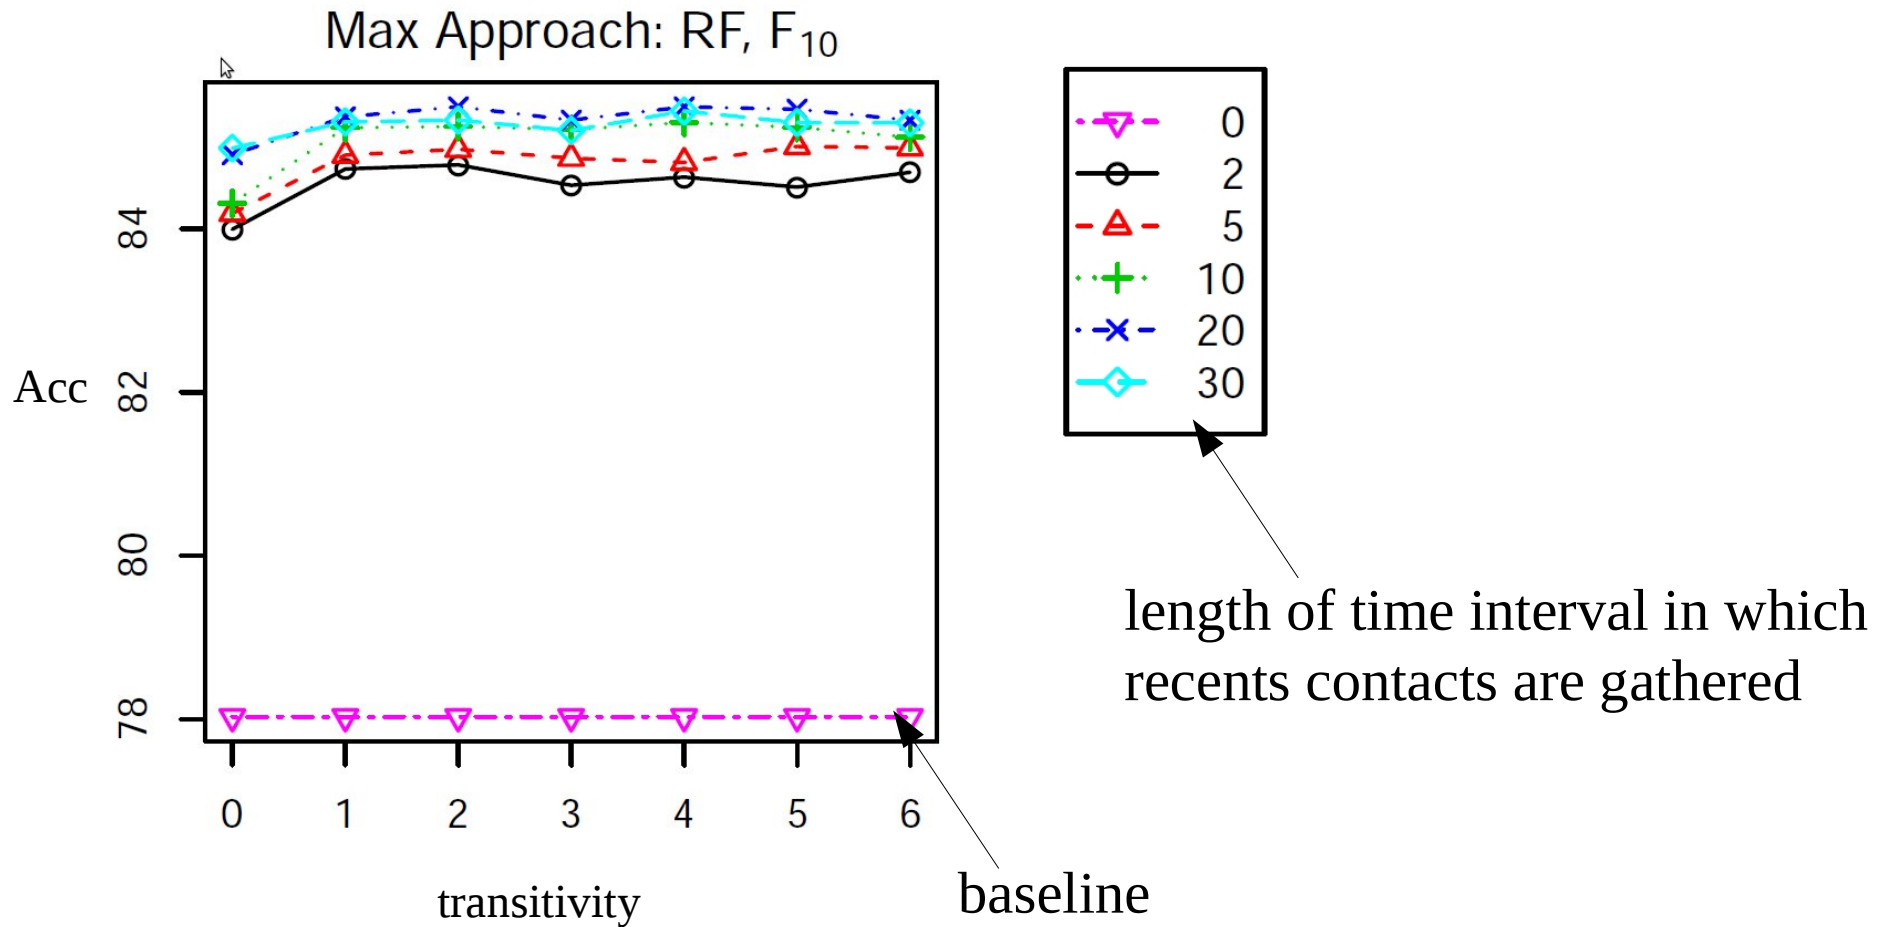 Max Approach: RF, F10
Acc
84
82
80
78
0 1 2 3 4 5 6
transitivity
0
2
5
10
20
30
length of time interval in which
recents contacts are gathered
baseline